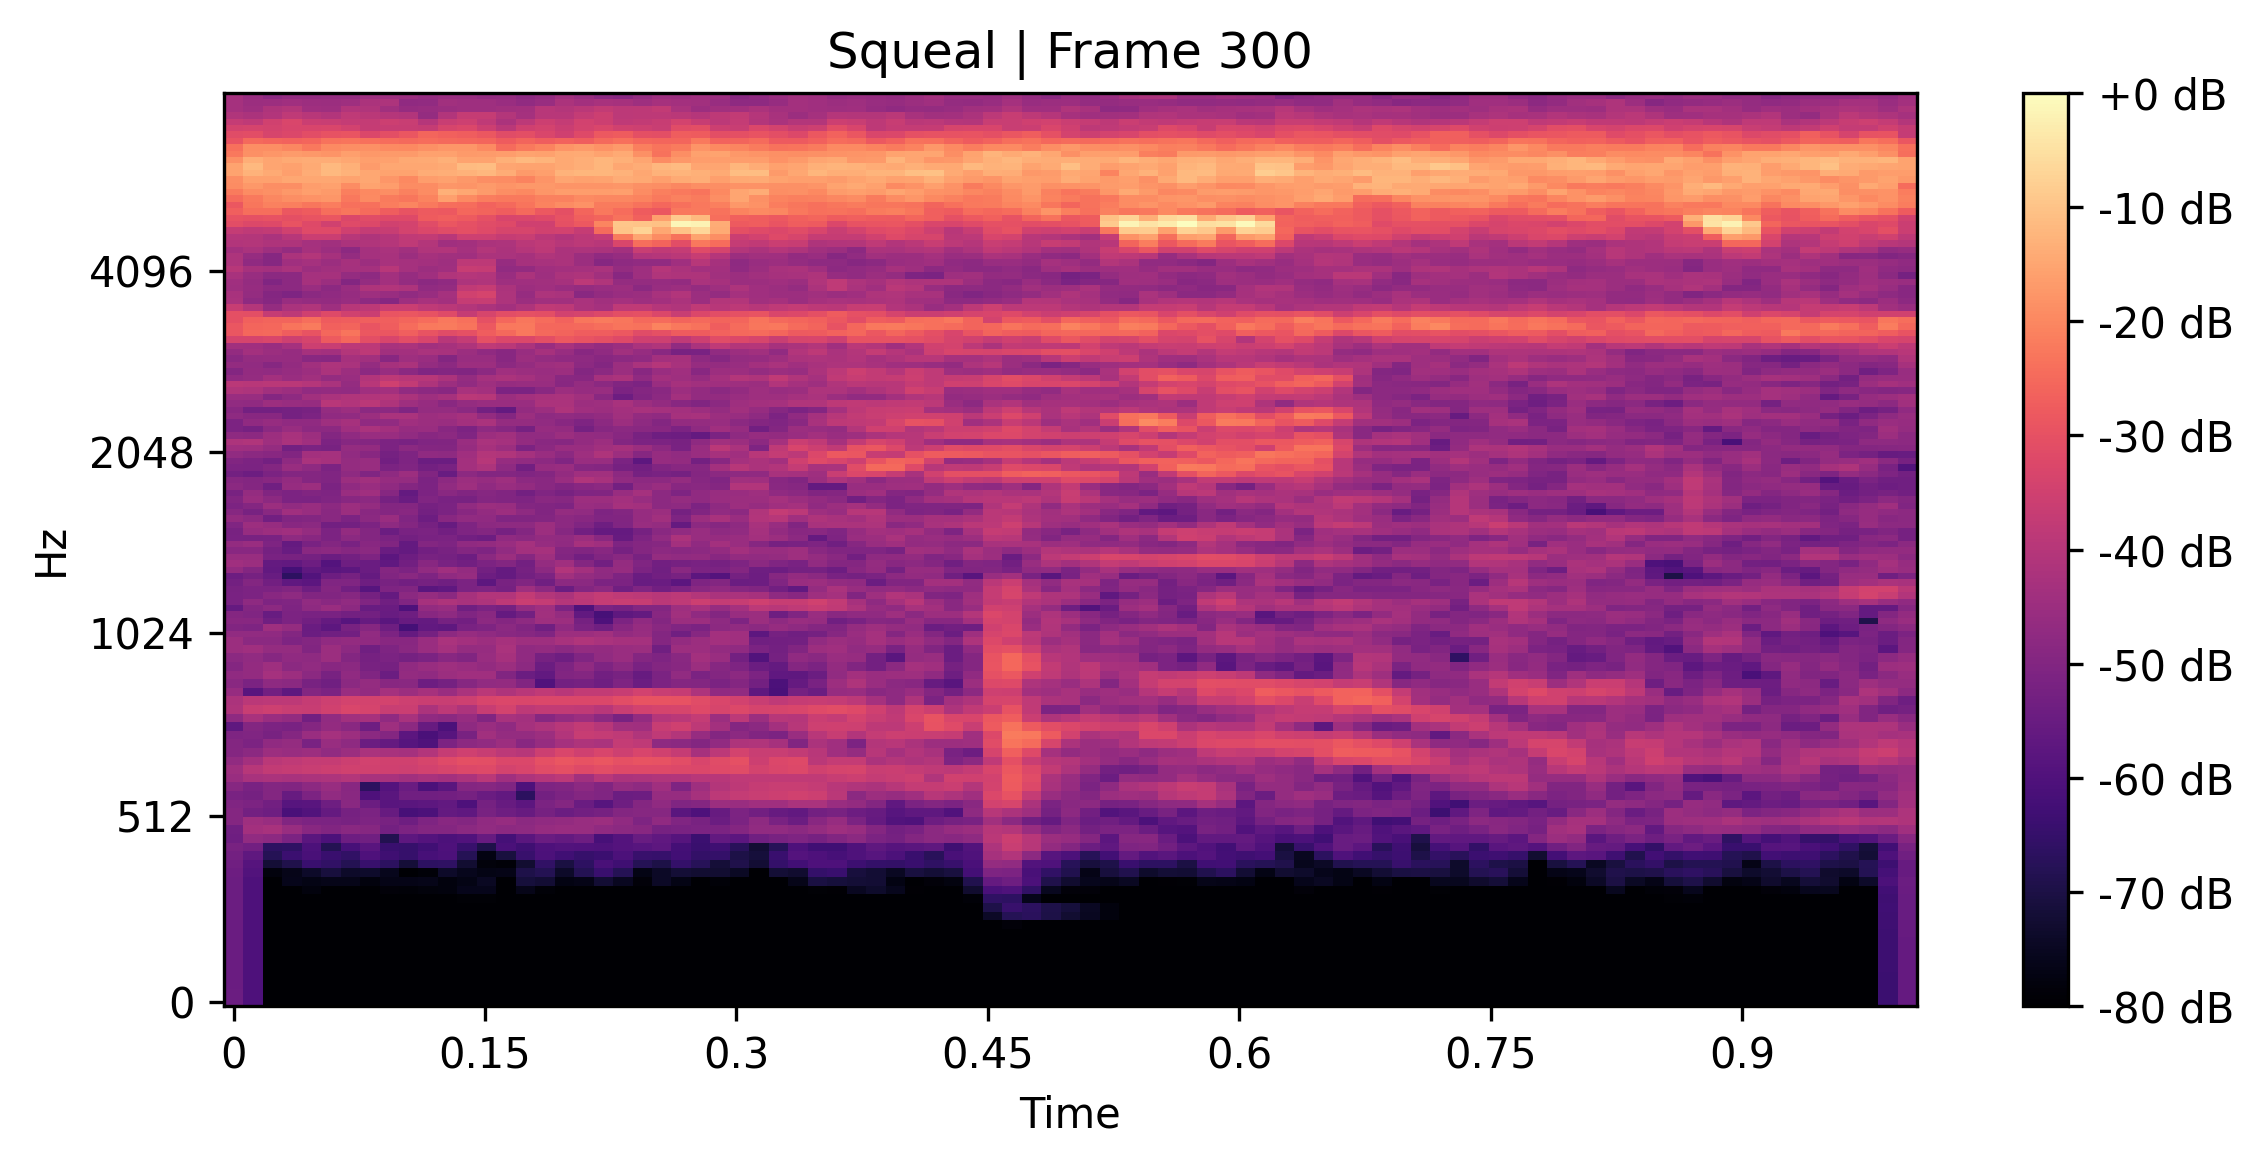 Squeal | Frame 300
Hz
4096
2048
1024
512
0
0 0.15 0.3 0.45 0.6 0.75 0.9
Time
+0 dB
-10 dB
-20 dB
-30 dB
-40 dB
-50 dB
-60 dB
-70 dB
-80 dB